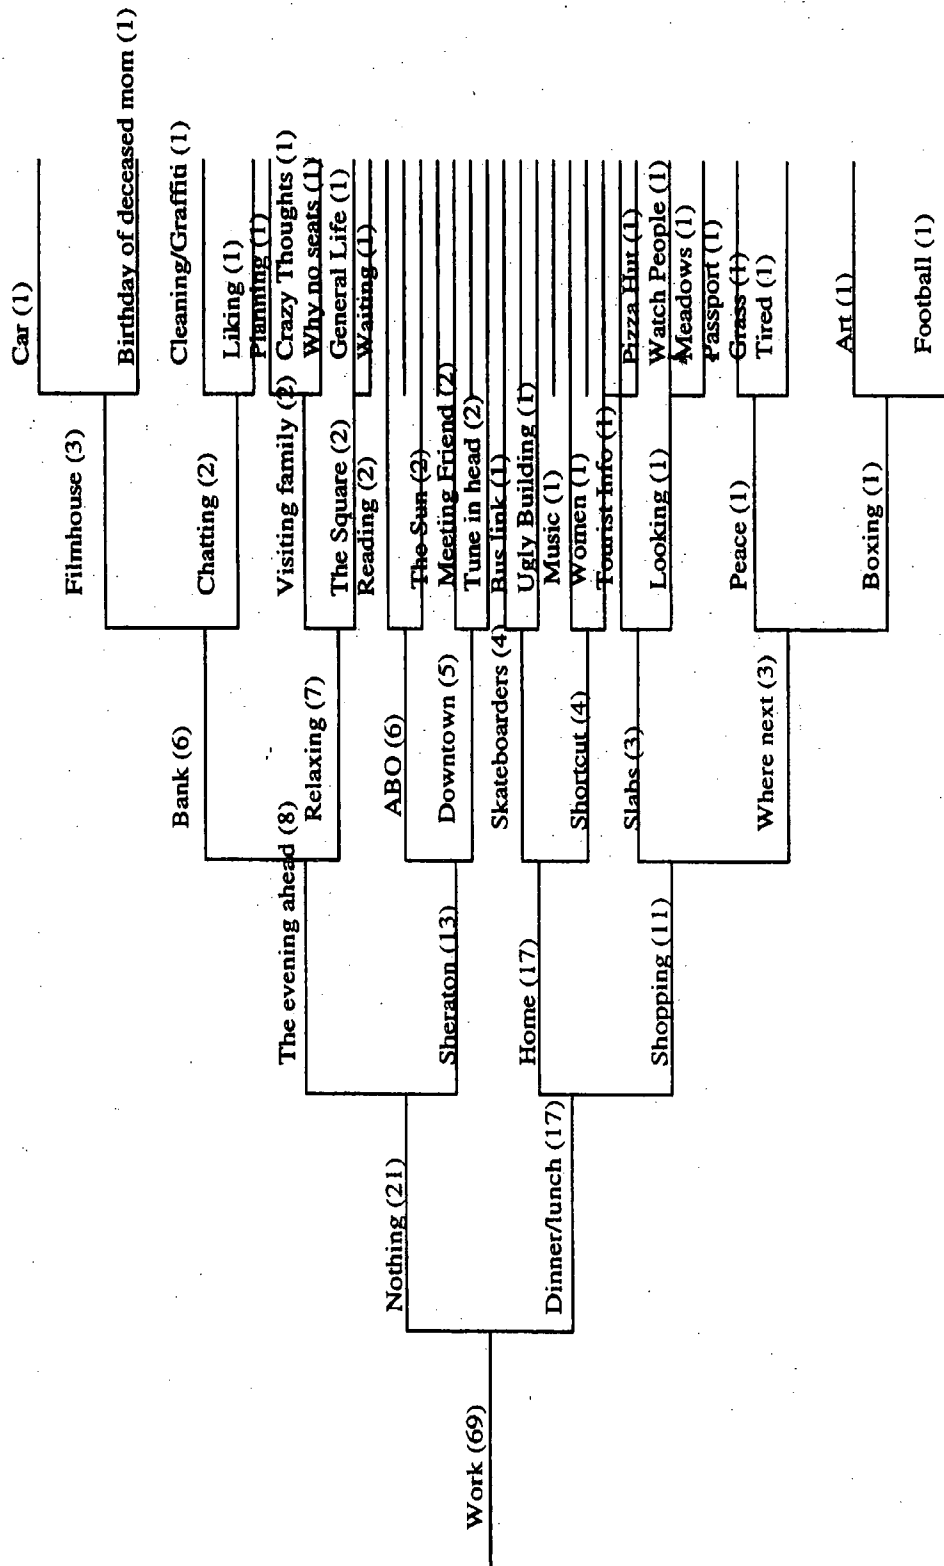 Work (69)
Nothing (21)
Dinner/lunch (17)
The evening ahead (8)
Sheraton (13)
Home (17)
Shopping (11)
Bank (6)
Relaxing (7)
ABO (6)
Downtown (5)
Skateboarders (4)
Shortcut (4)
Slabs (3)
Where next (3)
Filmhouse (3)
Chatting (2)
Visiting family (2)
The Square (2)
Reading (2)
The Sun (2)
Meeting Friend (2)
Tune in head (2)
Bus link (1)
Ugly Building (1)
Music (1)
Women (1)
Tourist Info (1)
Looking (1)
Peace (1)
Boxing (1)
Car (1)
Birthday of deceased mom (1)
Cleaning/Graffiti (1)
Liking (1)
Planning (1)
Crazy Thoughts (1)
Why no seats (1)
General Life (1)
Waiting (1)
Pizza Hut (1)
Watch People (1)
Meadows (1)
Passport (1)
Grass (1)
Tired (1)
Art (1)
Football (1)